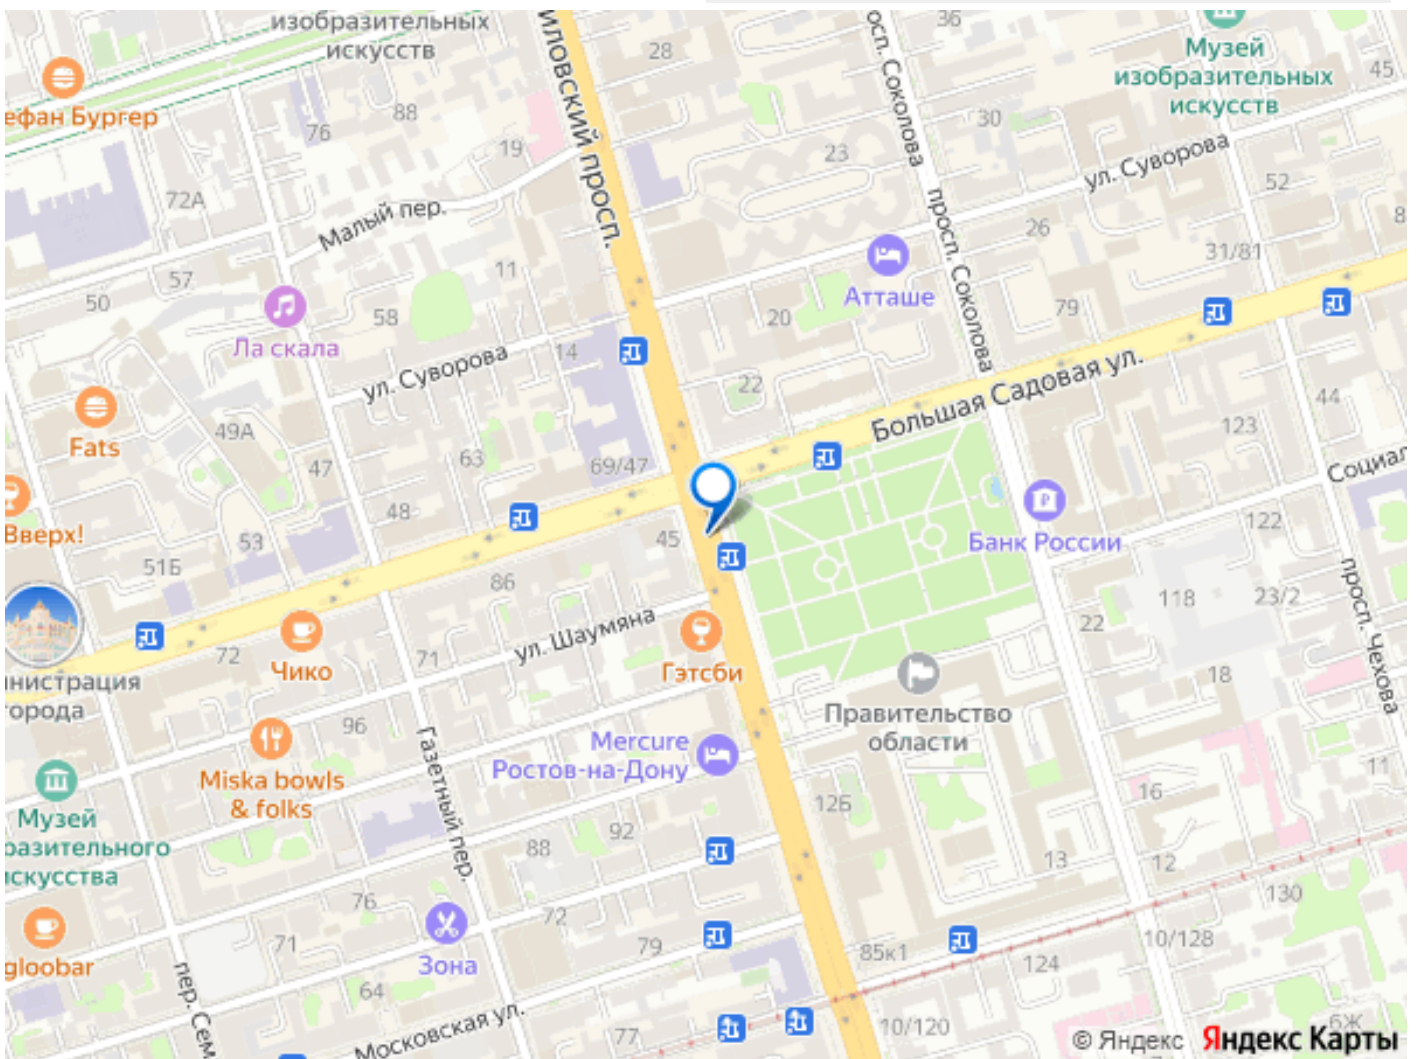 изобразительных
искусств
28
36
Музей
изобразительных
искусств
45
ефан Бургер
88
76
19
30
23
иловский просп.
осп. Соколова
ул. Суворова
52
72А
Малый пер.
просп. Соколова
26
8
31/81
57
11
50
Атташе
58
20
79
Ла скала
14
ул. Суворова
22
Большая Садовая ул.
44
Fats
49А
63
47
69/47
123
Социал
48
Вверх!
53
45
Банк России
122
51Б
86
118
23/2
просп. Чехова
ул. Шаумяна
22
72
Чико
71
Гэтсби
18
нистрация
орода
Правительство
области
96
Газетный пер.
Mercure
Ростов-на-Дону
Miska bowls
& folks
11
16
Музей
разительного
скусства
126
92
88
13
12
76
72
130
gloobar
71
Зона
79
85к1
10/128
124
пер. Сем
64
Московская ул.
77
10/120
6Ж
© Яндекс Яндекс Карты